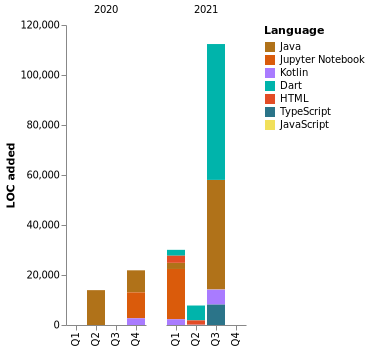 2020
2021
Language
Java
Jupyter Notebook
Kotlin
Dart
HTML
TypeScript
JavaScript
LOC added
120,000
100,000
80,000
60,000
40,000
20,000
0
Q1
Q2
Q3
Q4
Q1
Q2
Q3
Q4